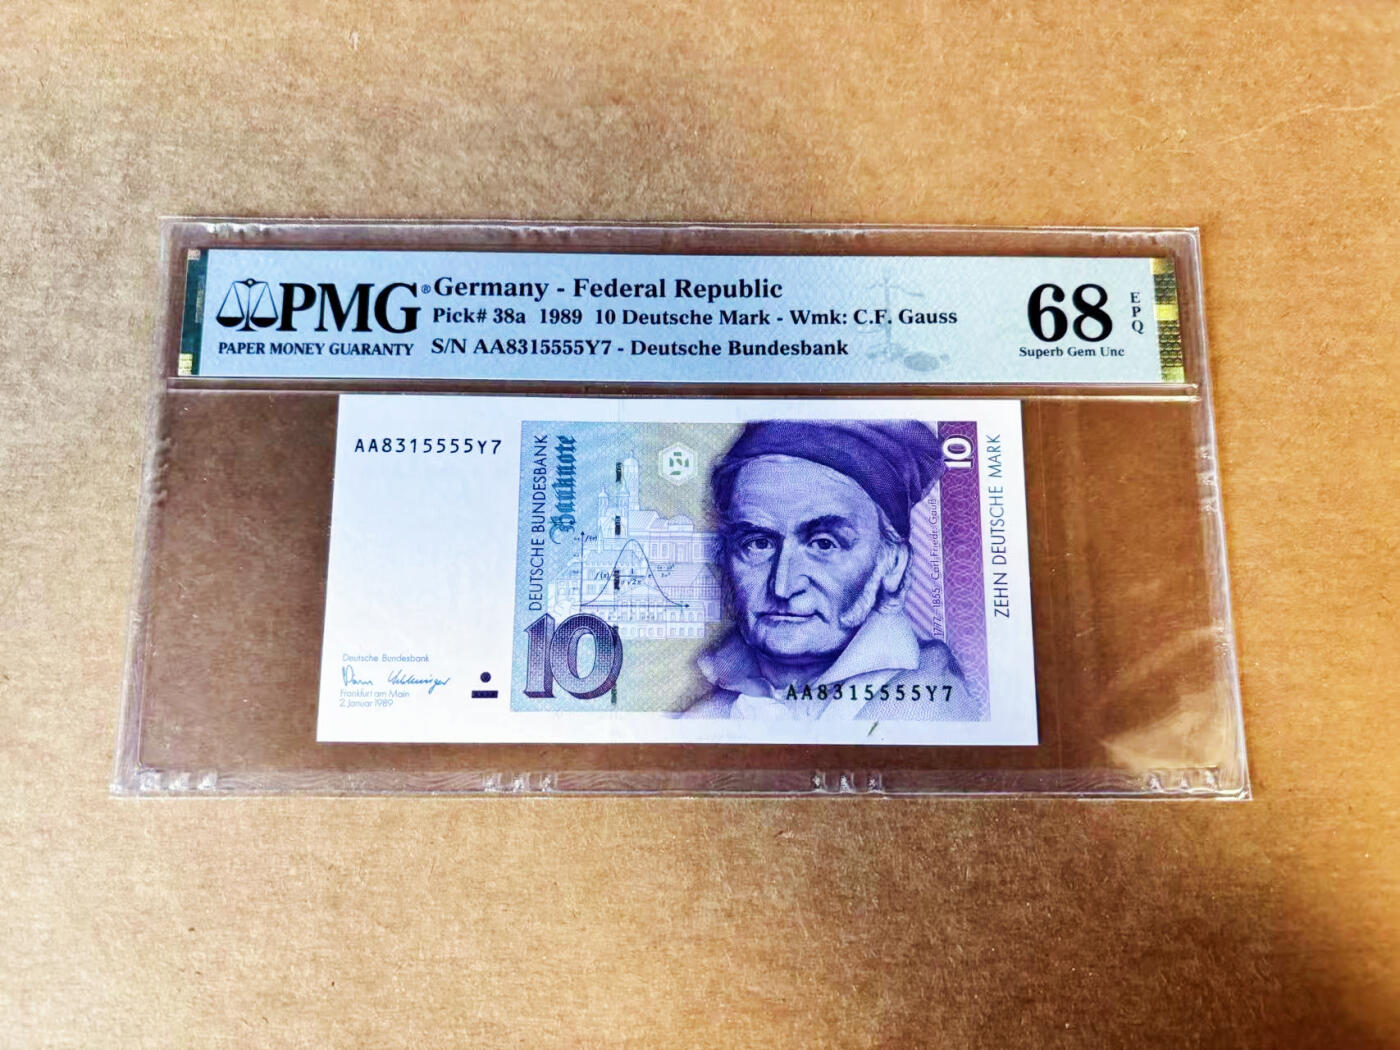 PMG®
PAPER MONEY GUARANTY
Germany - Federal Republic
Pick# 38a 1989 10 Deutsche Mark - Wmk: C.F. Gauss
S/N AA8315555Y7 - Deutsche Bundesbank
68
EPQ
Superb Gem Unc
AA8315555Y7
DEUTSCHE BUNDESBANK
Banknote
f(x)
10
10
ZEHN DEUTSCHE MARK
1777–1855 Carl Friedr. Gauß
Deutsche Bundesbank
Frankfurt am Main
2. Januar 1989
AA8315555Y7